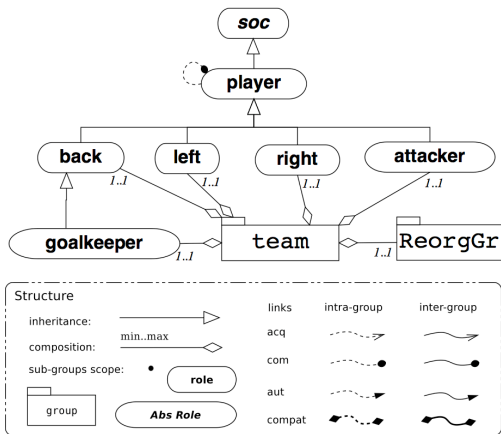 soc
player
back
left
right
attacker
1..1
1..1
1..1
1..1
goalkeeper
1..1
team
1..1
ReorgGr
Structure
inheritance:
composition:
min..max
sub-groups scope:
role
group
Abs Role
links
intra-group
inter-group
acq
com
aut
compat